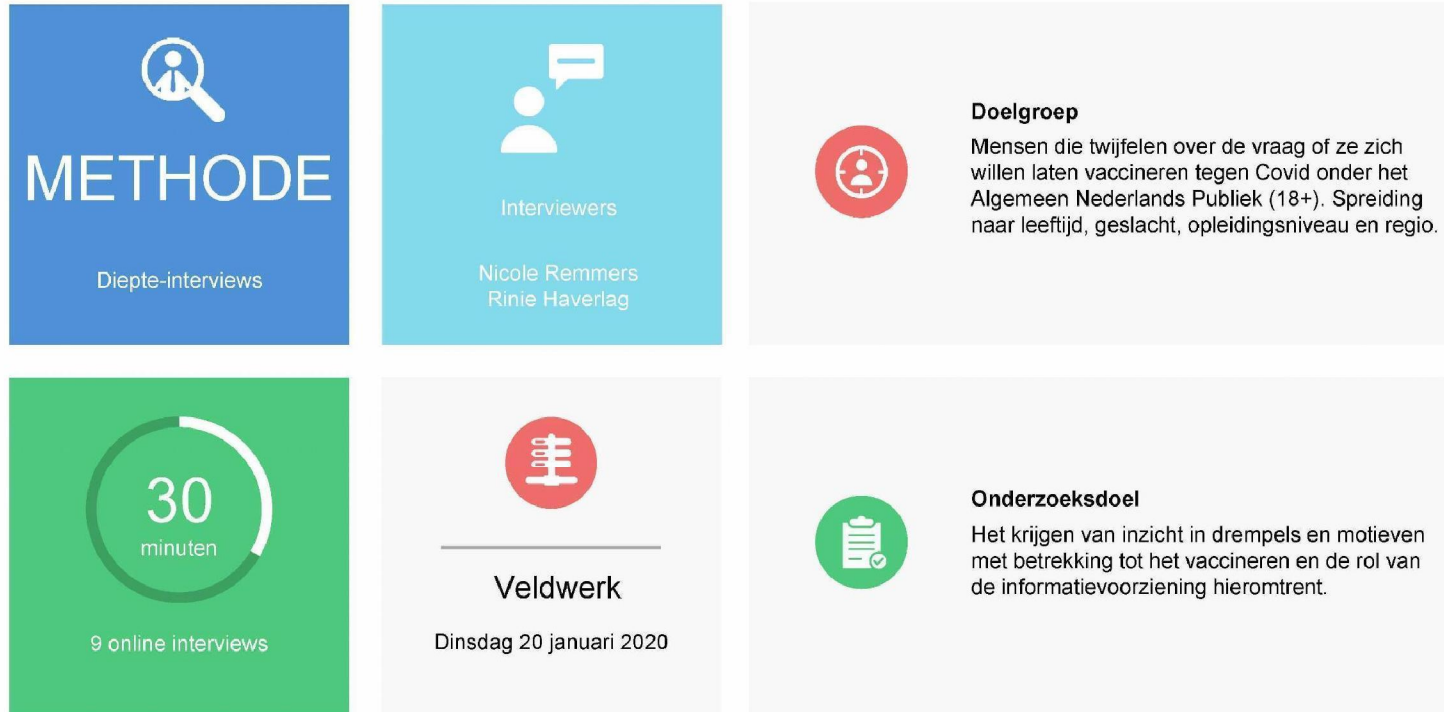 METHODE
Diepte-interviews
Interviewers
Nicole Remmers
Rinie Haverlag
Doelgroep
Mensen die twijfelen over de vraag of ze zich
willen laten vaccineren tegen Covid onder het
Algemeen Nederlands Publiek (18+). Spreiding
naar leeftijd, geslacht, opleidingsniveau en regio.
30
minuten
9 online interviews
Veldwerk
Dinsdag 20 januari 2020
Onderzoeksdoel
Het krijgen van inzicht in drempels en motieven
met betrekking tot het vaccineren en de rol van
de informatievoorziening hieromtrent.